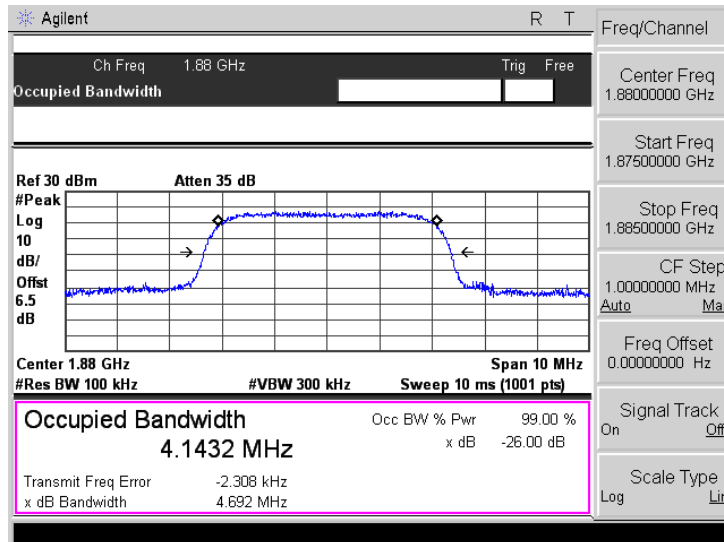 Agilent R T
Ch Freq 1.88 GHz Trig Free
Occupied Bandwidth
Ref 30 dBm Atten 35 dB
#Peak
Log
10
dB/
Offst
6.5
dB
Center 1.88 GHz Span 10 MHz
#Res BW 100 kHz #VBW 300 kHz Sweep 10 ms (1001 pts)
Occupied Bandwidth Occ BW % Pwr 99.00 %
4.1432 MHz x dB -26.00 dB
Transmit Freq Error -2.308 kHz
x dB Bandwidth 4.692 MHz
Freq/Channel
Center Freq
1.88000000 GHz
Start Freq
1.87500000 GHz
Stop Freq
1.88500000 GHz
CF Step
1.00000000 MHz
Auto Ma
Freq Offset
0.00000000 Hz
Signal Track
On Off
Scale Type
Log Lin